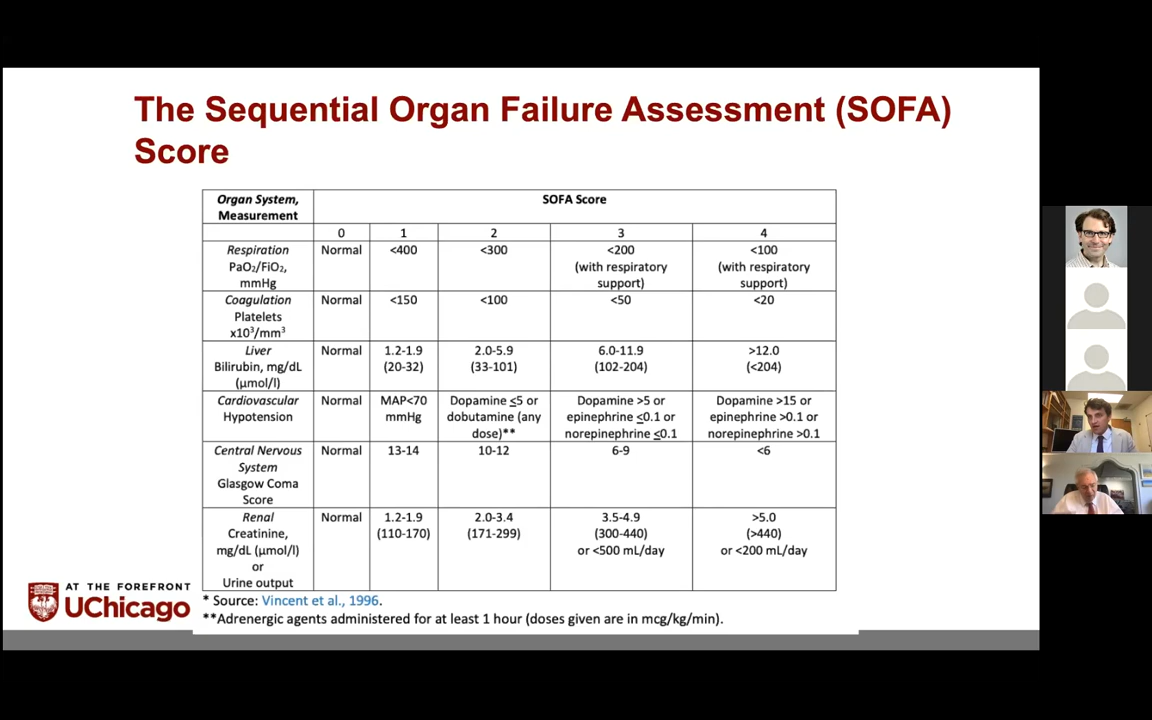 The Sequential Organ Failure Assessment (SOFA)
Score
Organ System,
Measurement
SOFA Score
0 1 2 3 4
Respiration
PaO₂/FiO₂,
mmHg
Normal
<400
<300
<200
(with respiratory
support)
<100
(with respiratory
support)
Coagulation
Platelets
x10³/mm³
Normal
<150
<100
<50
<20
Liver
Bilirubin, mg/dL
(µmol/l)
Normal
1.2-1.9
(20-32)
2.0-5.9
(33-101)
6.0-11.9
(102-204)
>12.0
(<204)
Cardiovascular
Hypotension
Normal
MAP<70
mmHg
Dopamine ≤5 or
dobutamine (any
dose)**
Dopamine >5 or
epinephrine ≤0.1 or
norepinephrine ≤0.1
Dopamine >15 or
epinephrine >0.1 or
norepinephrine >0.1
Central Nervous
System
Glasgow Coma
Score
Normal
13-14
10-12
6-9
<6
Renal
Creatinine,
mg/dL (µmol/l)
or
Urine output
Normal
1.2-1.9
(110-170)
2.0-3.4
(171-299)
3.5-4.9
(300-440)
or <500 mL/day
>5.0
(>440)
or <200 mL/day
* Source: Vincent et al., 1996.
**Adrenergic agents administered for at least 1 hour (doses given are in mcg/kg/min).
AT THE FOREFRONT
UChicago